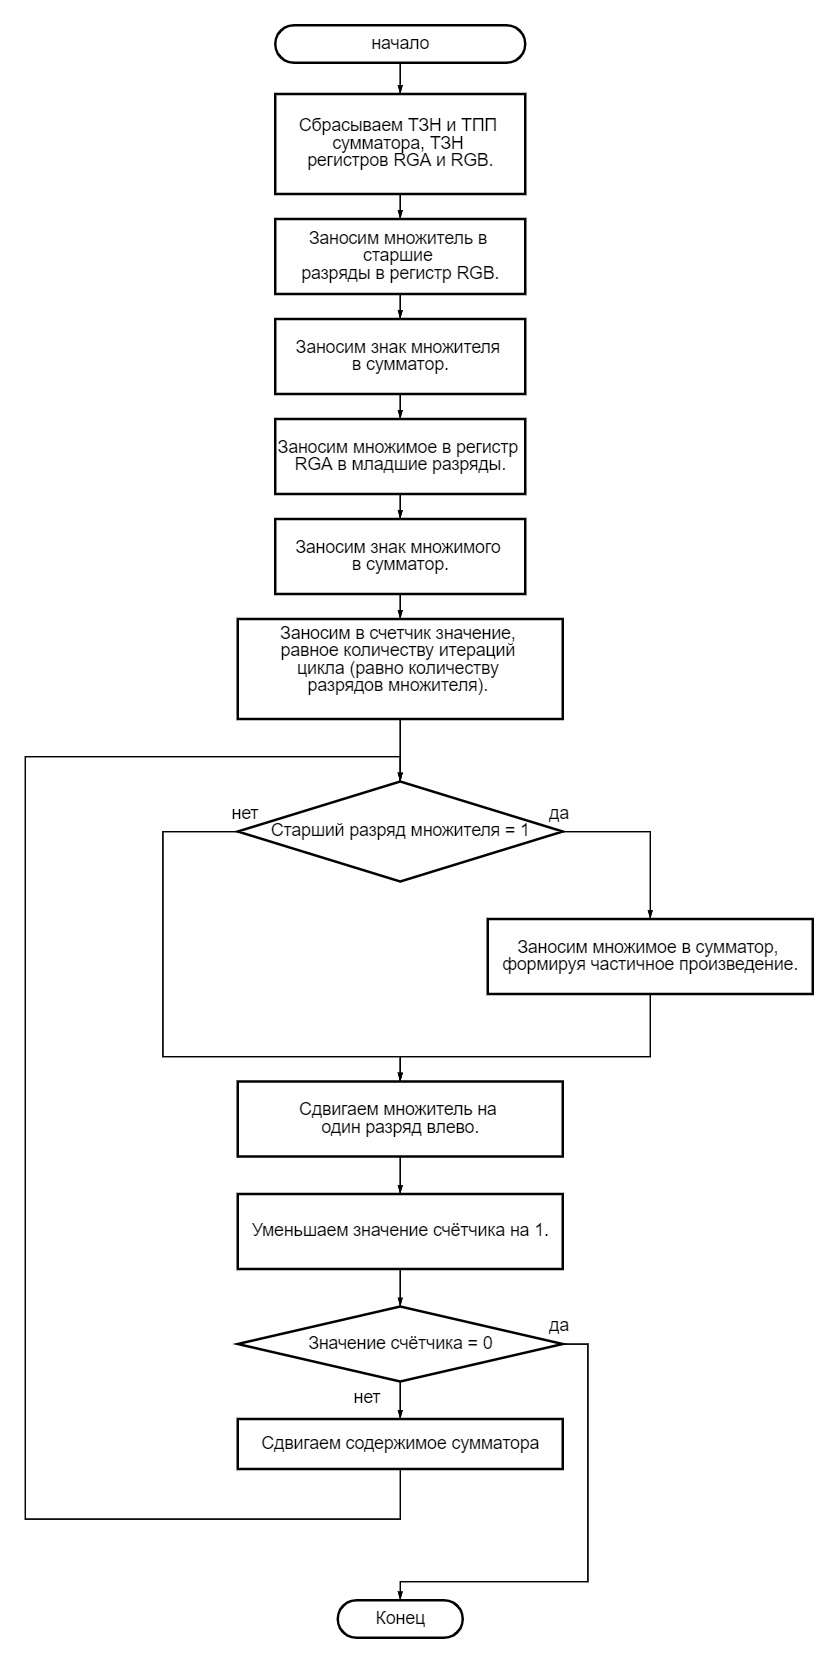 начало
Сбрасываем ТЗН и ТПП
сумматора, ТЗН
регистров RGA и RGB.
Заносим множитель в
старшие
разряды в регистр RGB.
Заносим знак множителя
в сумматор.
Заносим множимое в регистр
RGA в младшие разряды.
Заносим знак множимого
в сумматор.
Заносим в счетчик значение,
равное количеству итераций
цикла (равно количеству
разрядов множителя).
нет
да
Старший разряд множителя = 1
Заносим множимое в сумматор,
формируя частичное произведение.
Сдвигаем множитель на
один разряд влево.
Уменьшаем значение счётчика на 1.
да
Значение счётчика = 0
нет
Сдвигаем содержимое сумматора
Конец